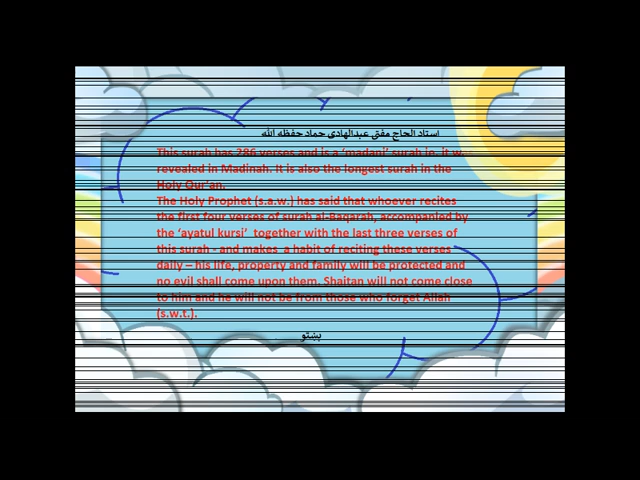 استاد الحاج مفتی عبدالهادی حماد حفظه الله
This surah has 286 verses and is a ‘madani’ surah ie. it w
revealed in Madinah. It is also the longest surah in the
Holy Qur’an.
The Holy Prophet (s.a.w.) has said that whoever recites
the first four verses of surah al-Baqarah, accompanied by
the ‘ayatul kursi’ together with the last three verses of
this surah - and makes a habit of reciting these verses
daily – his life, property and family will be protected and
no evil shall come upon them. Shaitan will not come close
to him and he will not be from those who forget Allah
(s.w.t.).
پښتو